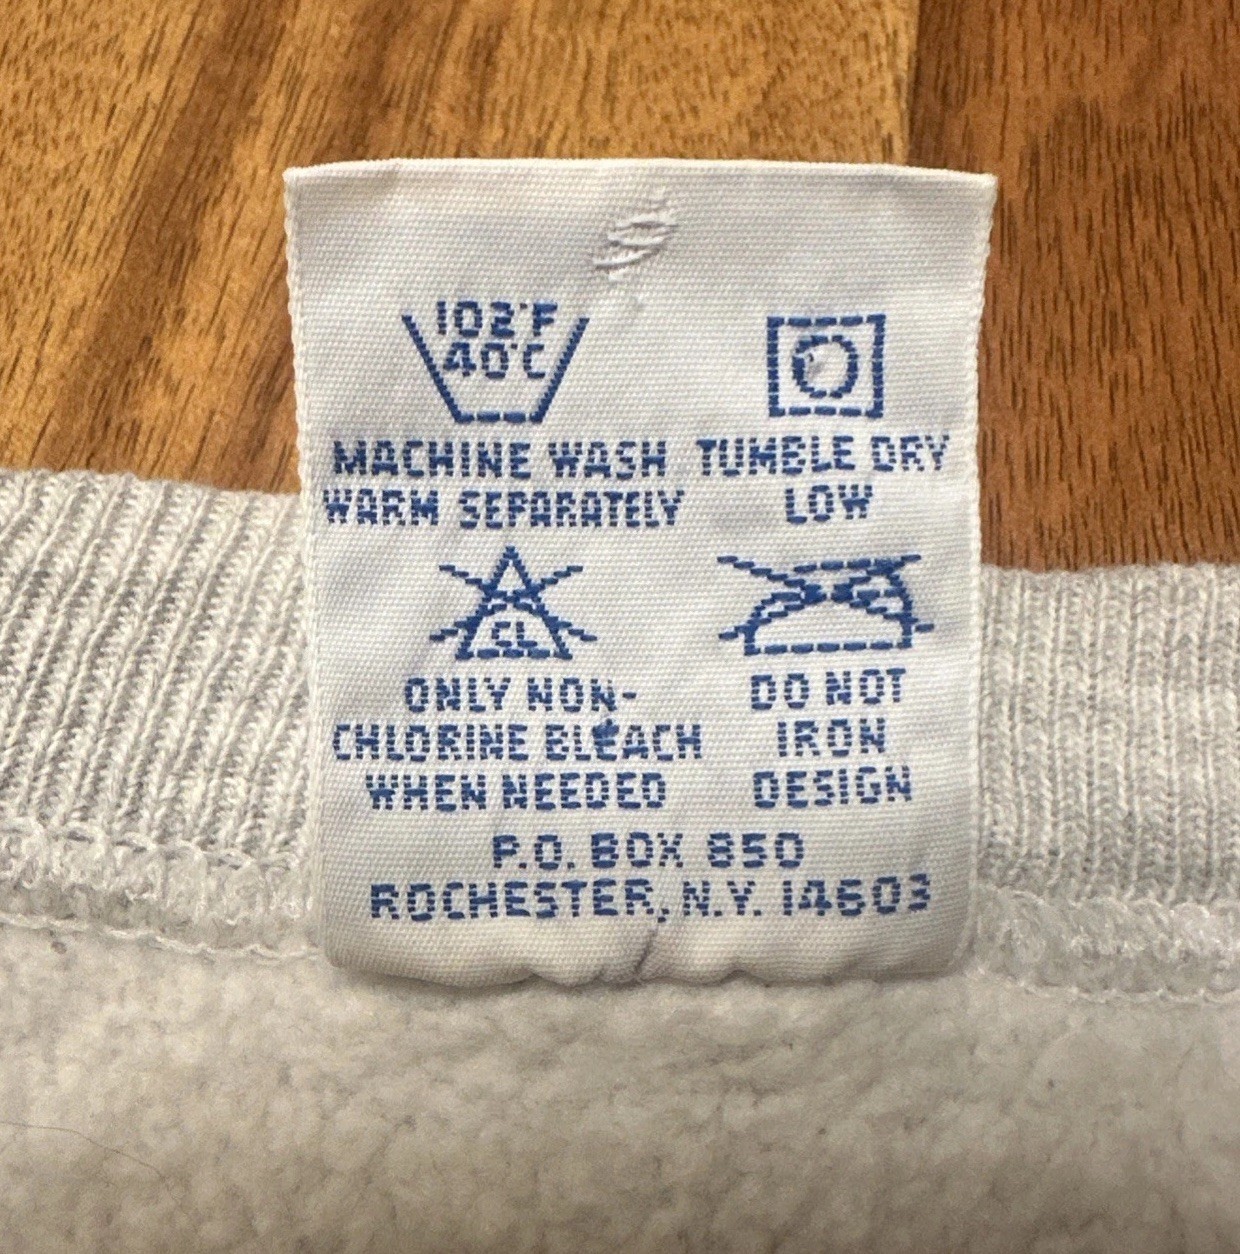 102°F
40°C
MACHINE WASH
WARM SEPARATELY
TUMBLE DRY
LOW
CL
ONLY NON-
CHLORINE BLEACH
WHEN NEEDED
DO NOT
IRON
DESIGN
P.O. BOX 850
ROCHESTER, N.Y. 14603